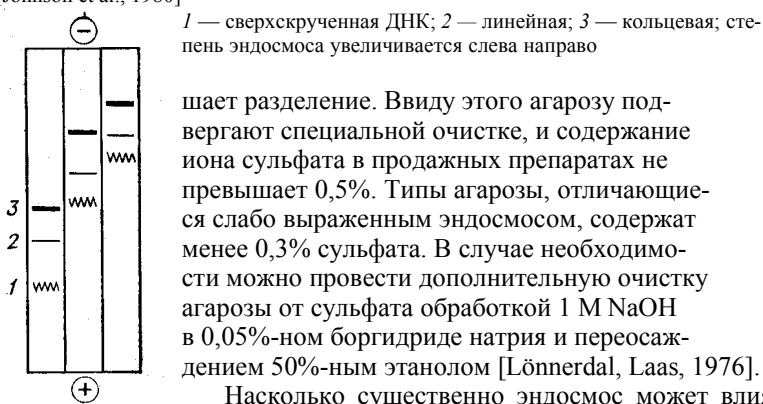 [Johnson et al., 1980]
1 — сверхскрученная ДНК; 2 — линейная; 3 — кольцевая; сте-
пень эндосмоса увеличивается слева направо
−
3
2
1
+
шает разделение. Ввиду этого агарозу под-
вергают специальной очистке, и содержание
иона сульфата в продажных препаратах не
превышает 0,5%. Типы агарозы, отличающие-
ся слабо выраженным эндосмосом, содержат
менее 0,3% сульфата. В случае необходимо-
сти можно провести дополнительную очистку
агарозы от сульфата обработкой 1 М NaOH
в 0,05%-ном боргидриде натрия и переосаж-
дением 50%-ным этанолом [Lönnerdal, Laas, 1976].
Насколько существенно эндосмос может